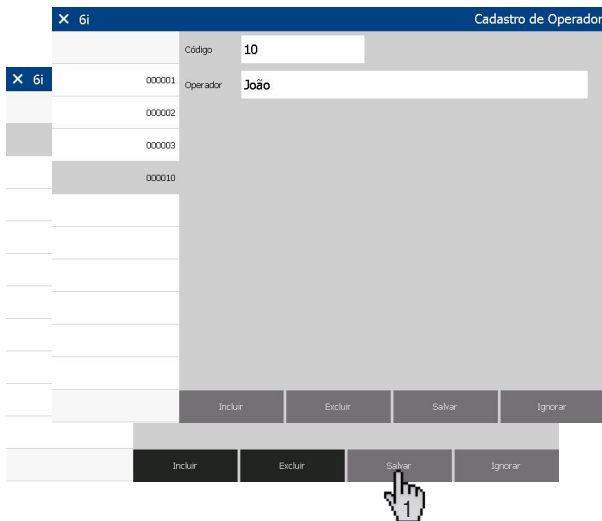 6i Cadastro de Operador
Código 10
6i
000001 Operador João
000002
000003
000010
Incluir Excluir Salvar Ignorar
Incluir Excluir Salvar Ignorar
1